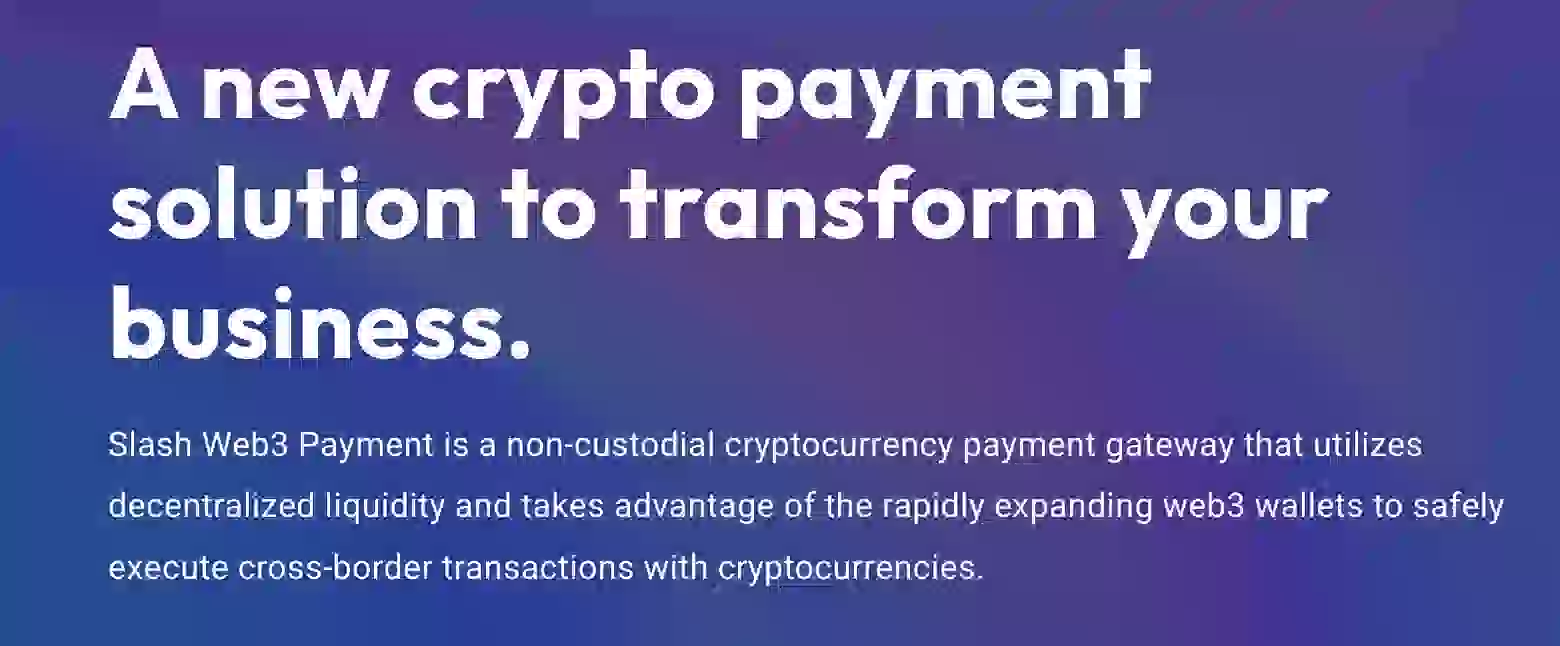 A new crypto payment
solution to transform your
business.
Slash Web3 Payment is a non-custodial cryptocurrency payment gateway that utilizes
decentralized liquidity and takes advantage of the rapidly expanding web3 wallets to safely
execute cross-border transactions with cryptocurrencies.